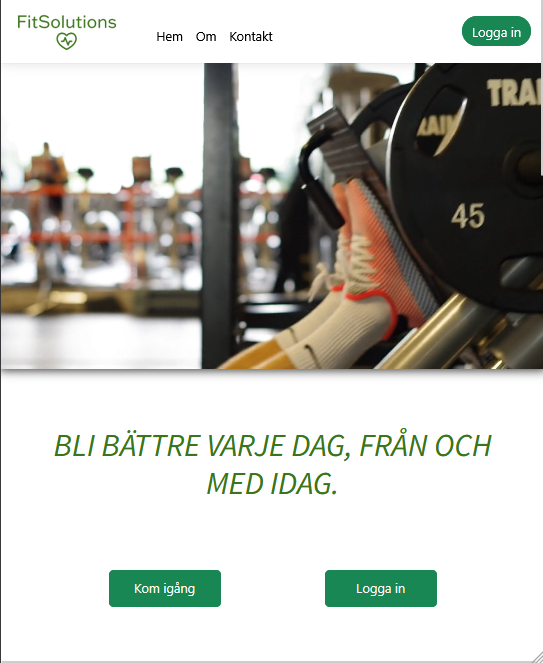 FitSolutions
Hem Om Kontakt
Logga in
TRAI
RAIN
45
BLI BÄTTRE VARJE DAG, FRÅN OCH
MED IDAG.
Kom igång
Logga in